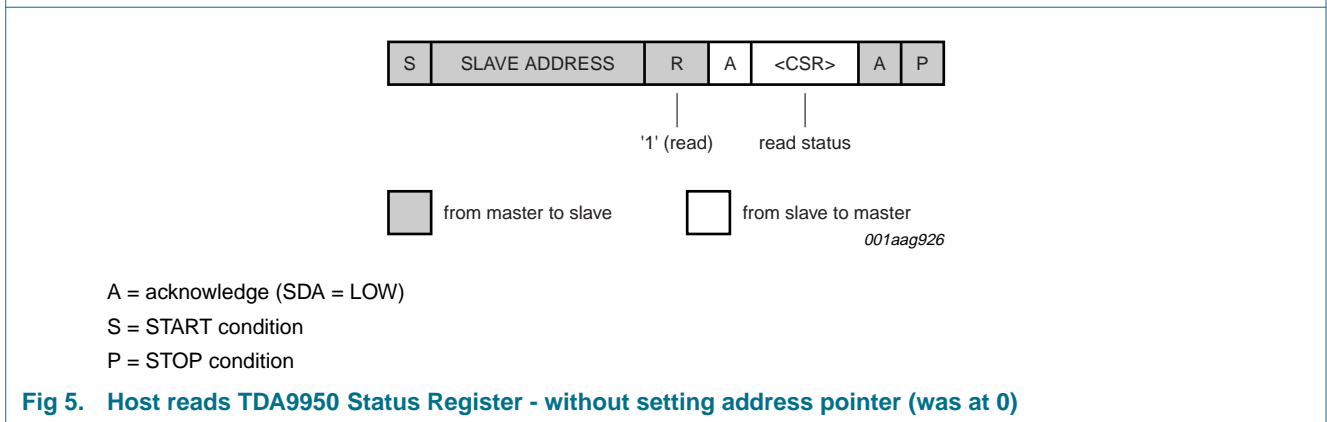 S SLAVE ADDRESS R A <CSR> A P
'1' (read) read status
from master to slave from slave to master
001aag926
A = acknowledge (SDA = LOW)
S = START condition
P = STOP condition
Fig 5. Host reads TDA9950 Status Register - without setting address pointer (was at 0)